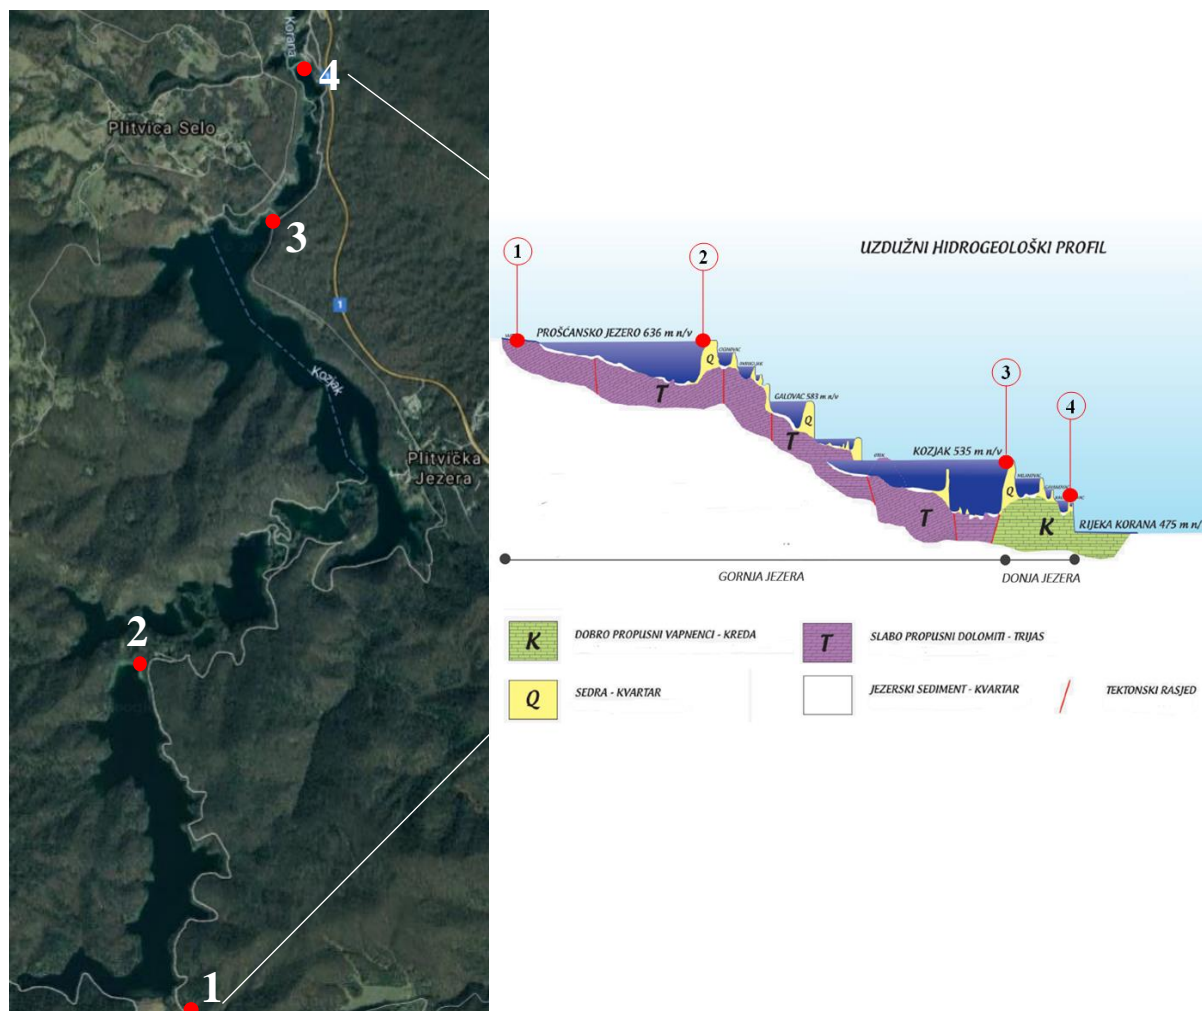 Korana
4
Plitvica Selo
3
1
Kozjak
Plitvička
Jezera
2
1
UZDUŽNI HIDROGEOLOŠKI PROFIL
1
2
PROŠĆANSKO JEZERO 636 m n/v
Q
T
GALOVAC 583 m n/v
Q
T
3
4
KOZJAK 535 m n/v
Q
T
K
RIJEKA KORANA 475 m n/v
GORNJA JEZERA
DONJA JEZERA
K
DOBRO PROPUSNI VAPNENCI - KREDA
T
SLABO PROPUSNI DOLOMITI - TRIJAS
Q
SEDRA - KVARTAR
JEZERSKI SEDIMENT - KVARTAR
TEKTONSKI RASJED